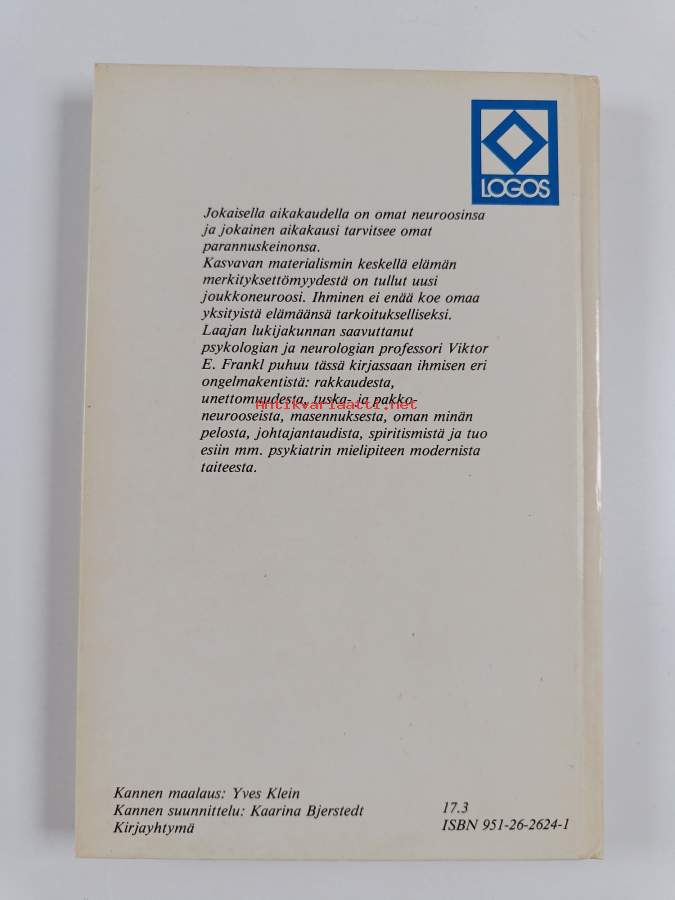 LOGOS
Jokaisella aikakaudella on omat neuroosinsa
ja jokainen aikakausi tarvitsee omat
parannuskeinonsa.
Kasvavan materialismin keskellä elämän
merkityksettömyydestä on tullut uusi
joukkoneuroosi. Ihminen ei enää koe omaa
yksityistä elämäänsä tarkoitukselliseksi.
Laajan lukijakunnan saavuttanut
psykologian ja neurologian professori Viktor
E. Frankl puhuu tässä kirjassaan ihmisen eri
ongelmakentistä: rakkaudesta,
unettomuudesta, tuska- ja pakko-
Antikvariaatti.net
neurooseista, masennuksesta, oman minän
pelosta, johtajantaudista, spiritismistä ja tuo
esiin mm. psykiatrin mielipiteen modernista
taiteesta.
Kannen maalaus: Yves Klein
Kannen suunnittelu: Kaarina Bjerstedt
Kirjayhtymä
17.3
ISBN 951-26-2624-1